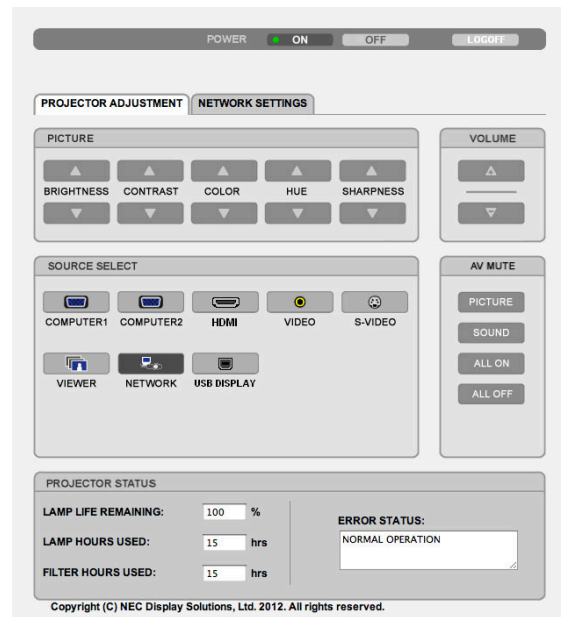 POWER ON OFF LOGOFF
PROJECTOR ADJUSTMENT NETWORK SETTINGS
PICTURE
BRIGHTNESS CONTRAST COLOR HUE SHARPNESS
VOLUME
SOURCE SELECT
COMPUTER1 COMPUTER2 HDMI VIDEO S-VIDEO
VIEWER NETWORK USB DISPLAY
AV MUTE
PICTURE
SOUND
ALL ON
ALL OFF
PROJECTOR STATUS
LAMP LIFE REMAINING: 100 %
LAMP HOURS USED: 15 hrs
FILTER HOURS USED: 15 hrs
ERROR STATUS:
NORMAL OPERATION
Copyright (C) NEC Display Solutions, Ltd. 2012. All rights reserved.